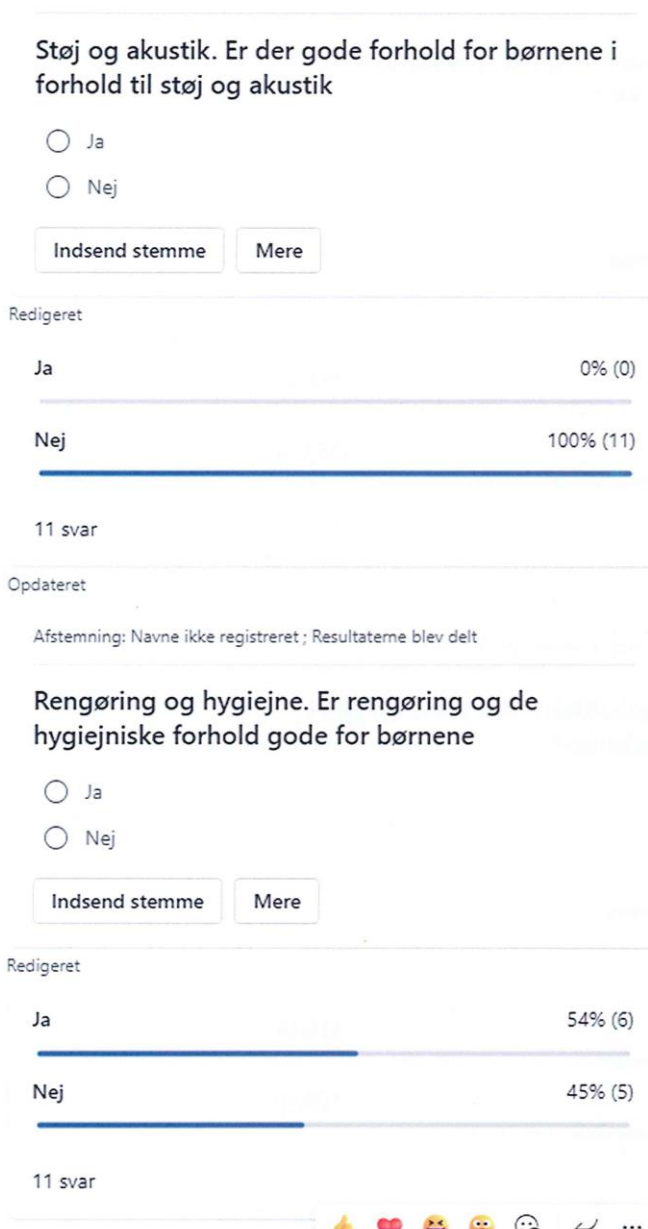 Støj og akustik. Er der gode forhold for børnene i
forhold til støj og akustik
Ja
Nej
Indsend stemme Mere
Redigeret
Ja 0% (0)
Nej 100% (11)
11 svar
Opdateret
Afstemning: Navne ikke registreret ; Resultaterne blev delt
Rengøring og hygiejne. Er rengøring og de
hygiejniske forhold gode for børnene
Ja
Nej
Indsend stemme Mere
Redigeret
Ja 54% (6)
Nej 45% (5)
11 svar